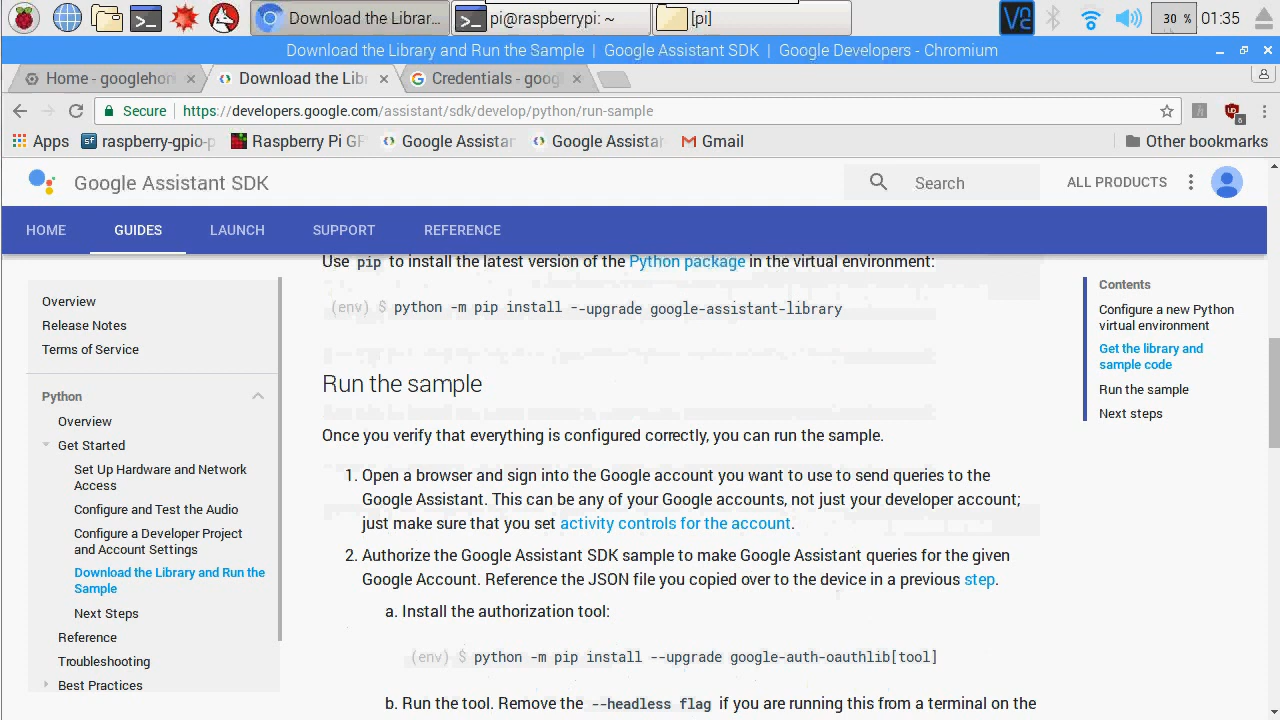 Download the Librar...
pi@raspberrypi: ~
[pi]
30 %
01:35
Download the Library and Run the Sample | Google Assistant SDK | Google Developers - Chromium
Home - googlehor
Download the Lib
Credentials - goog
Secure
https://developers.google.com/assistant/sdk/develop/python/run-sample
Apps
raspberry-gpio-p
Raspberry Pi GP
Google Assistan
Google Assistan
Gmail
Other bookmarks
Google Assistant SDK
Search
ALL PRODUCTS
HOME
GUIDES
LAUNCH
SUPPORT
REFERENCE
Overview
Release Notes
Terms of Service
Python
Overview
Get Started
Set Up Hardware and Network
Access
Configure and Test the Audio
Configure a Developer Project
and Account Settings
Download the Library and Run the
Sample
Next Steps
Reference
Troubleshooting
Best Practices
Use pip to install the latest version of the Python package in the virtual environment:
(env) $ python -m pip install --upgrade google-assistant-library
Run the sample
Once you verify that everything is configured correctly, you can run the sample.
1. Open a browser and sign into the Google account you want to use to send queries to the
Google Assistant. This can be any of your Google accounts, not just your developer account;
just make sure that you set activity controls for the account.
2. Authorize the Google Assistant SDK sample to make Google Assistant queries for the given
Google Account. Reference the JSON file you copied over to the device in a previous step.
a. Install the authorization tool:
(env) $ python -m pip install --upgrade google-auth-oauthlib[tool]
b. Run the tool. Remove the --headless flag if you are running this from a terminal on the
Contents
Configure a new Python
virtual environment
Get the library and
sample code
Run the sample
Next steps